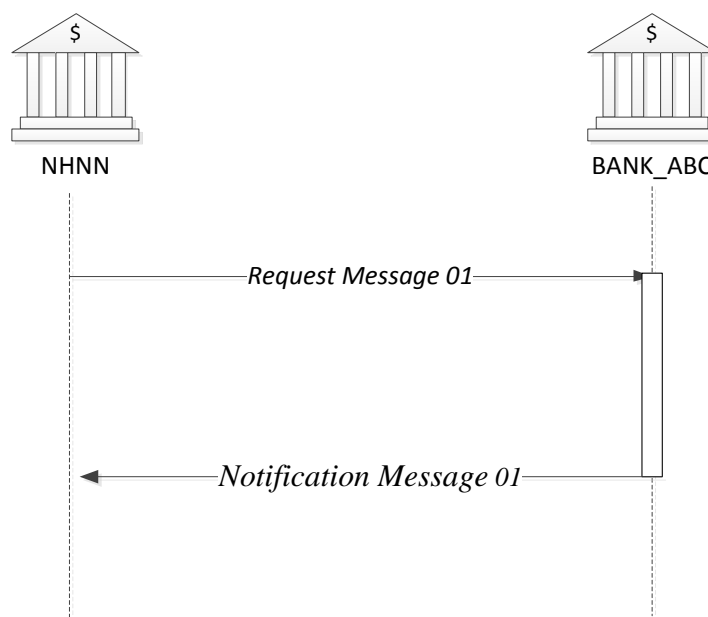 $ $
NHNN BANK_ABC
Request Message 01
Notification Message 01